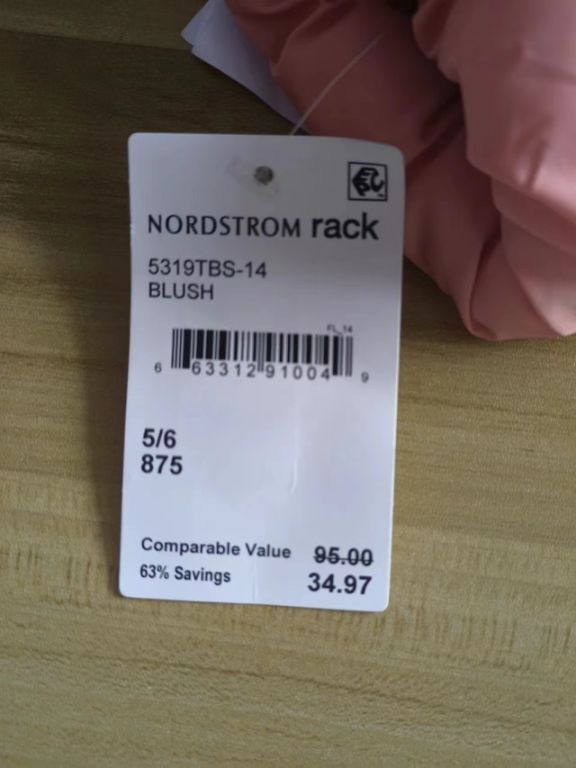 NORDSTROM rack
5319TBS-14
BLUSH
FL_14
6 63312 91004 9
5/6
875
Comparable Value 95.00
63% Savings 34.97